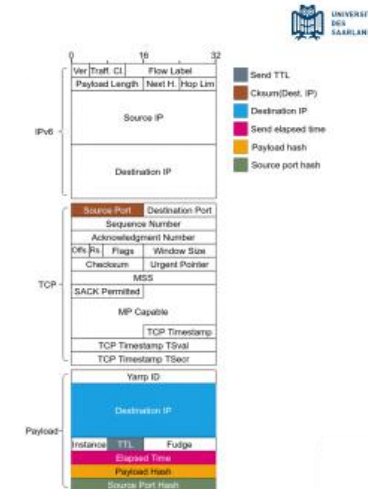 UNIVERSIT
DES
SAARLAN
0 16 32
Ver Traff. Cl. Flow Label
Payload Length Next H. Hop Lim
IPv6
Source IP
Destination IP
Send TTL
Cksum(Dest. IP)
Destination IP
Send elapsed time
Payload hash
Source port hash
Source Port Destination Port
Sequence Number
Acknowledgment Number
Offs. Rs. Flags Window Size
Checksum Urgent Pointer
TCP
MSS
SACK Permitted
MP Capable
TCP Timestamp
TCP Timestamp TSval
TCP Timestamp TSecr
Payload
Yarrp ID
Destination IP
Instance TTL Fudge
Elapsed Time
Payload Hash
Source Port Hash